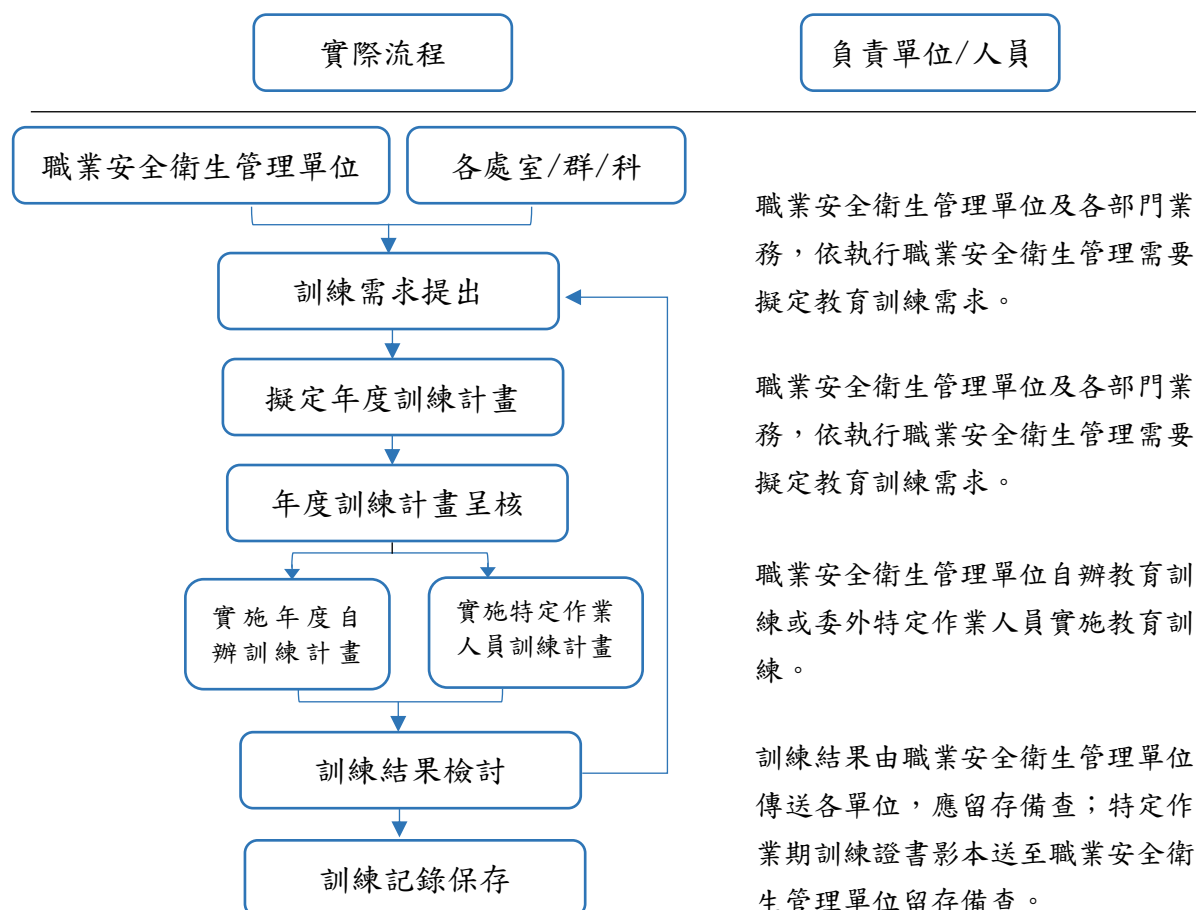 實際流程
負責單位/人員
職業安全衛生管理單位
各處室/群/科
訓練需求提出
職業安全衛生管理單位及各部門業
務，依執行職業安全衛生管理需要
擬定教育訓練需求。
擬定年度訓練計畫
職業安全衛生管理單位及各部門業
務，依執行職業安全衛生管理需要
擬定教育訓練需求。
年度訓練計畫呈核
實施年度自
辦訓練計畫
實施特定作業
人員訓練計畫
職業安全衛生管理單位自辦教育訓
練或委外特定作業人員實施教育訓
練。
訓練結果檢討
訓練結果由職業安全衛生管理單位
傳送各單位，應留存備查；特定作
業期訓練證書影本送至職業安全衛
生管理單位留存備查。
訓練記錄保存